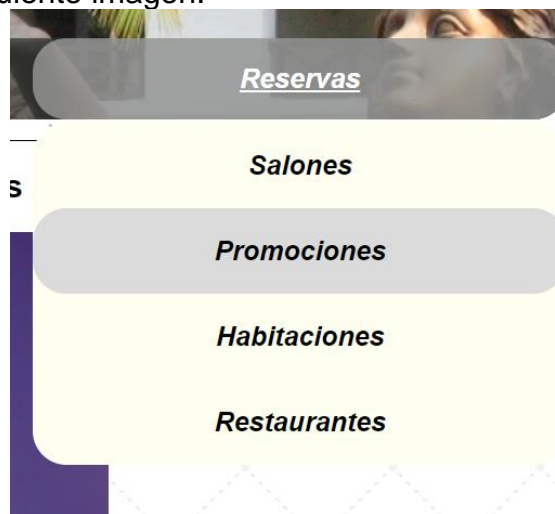 Reservas
Salones
s
Promociones
Habitaciones
Restaurantes